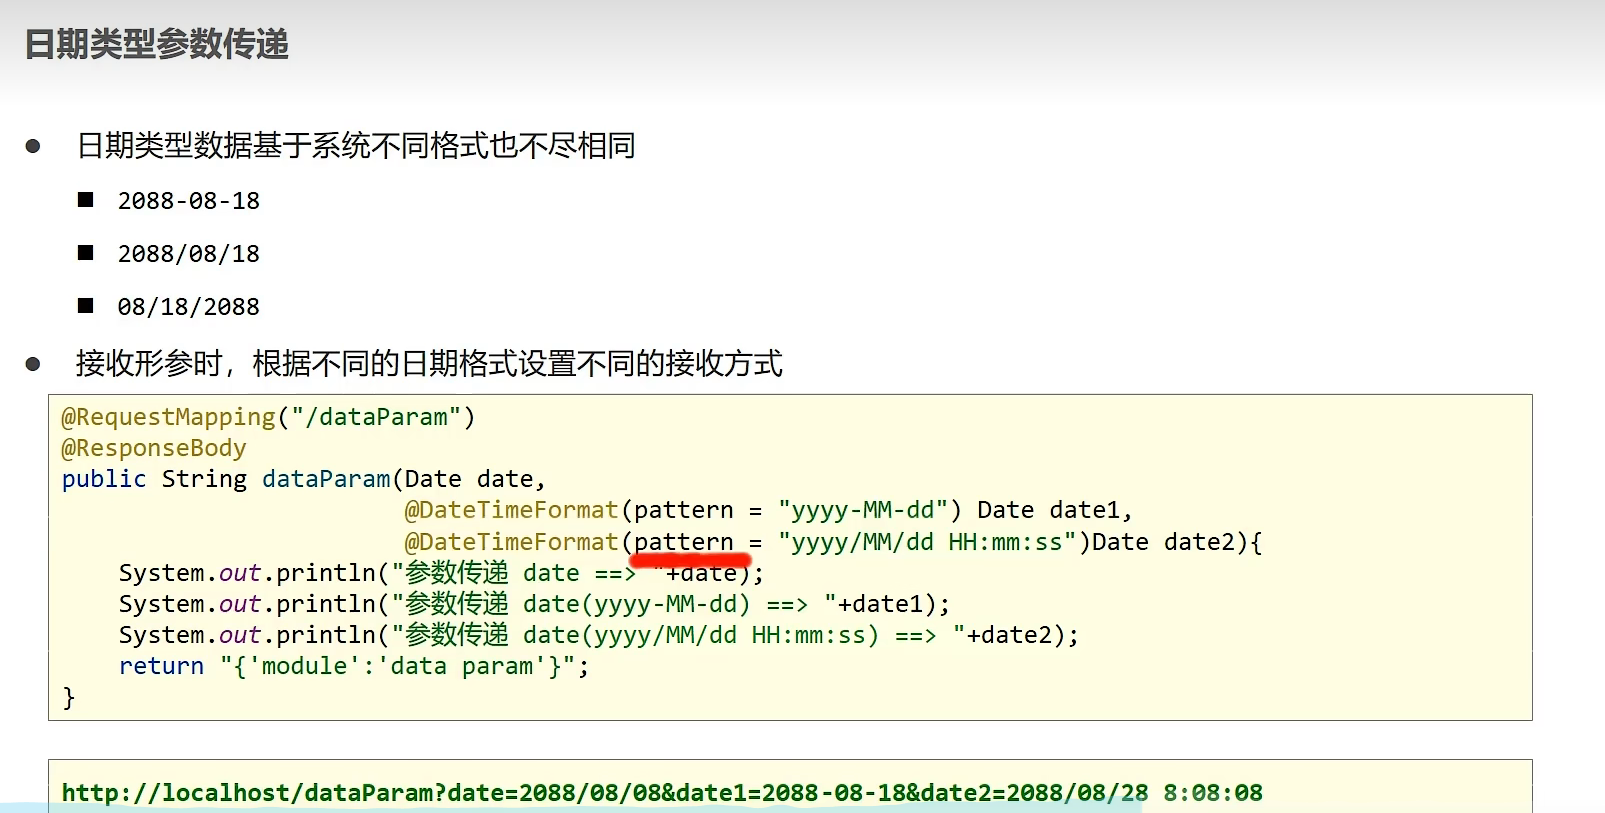 日期类型参数传递
● 日期类型数据基于系统不同格式也不尽相同
■ 2088-08-18
■ 2088/08/18
■ 08/18/2088
● 接收形参时，根据不同的日期格式设置不同的接收方式
@RequestMapping("/dataParam")
@ResponseBody
public String dataParam(Date date,
@DateTimeFormat(pattern = "yyyy-MM-dd") Date date1,
@DateTimeFormat(pattern = "yyyy/MM/dd HH:mm:ss")Date date2){
System.out.println("参数传递 date ==> "+date);
System.out.println("参数传递 date(yyyy-MM-dd) ==> "+date1);
System.out.println("参数传递 date(yyyy/MM/dd HH:mm:ss) ==> "+date2);
return "{'module':'data param'}";
}
http://localhost/dataParam?date=2088/08/08&date1=2088-08-18&date2=2088/08/28 8:08:08